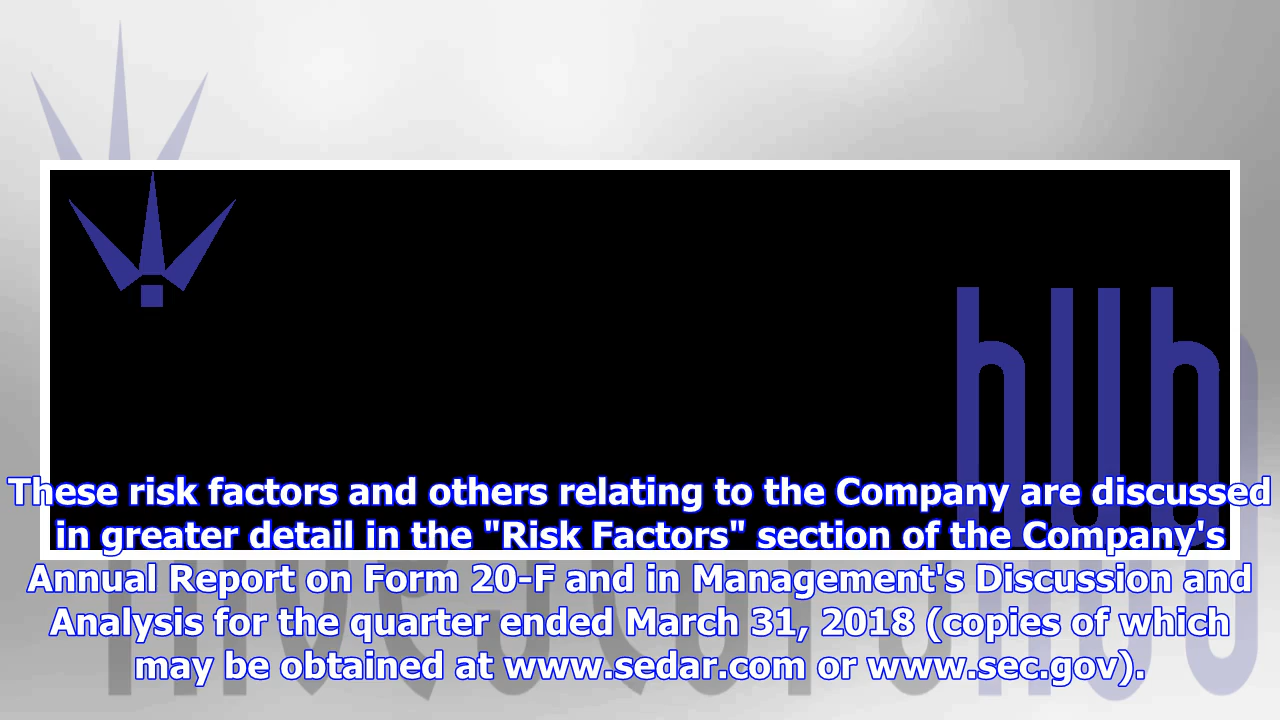 hub
These risk factors and others relating to the Company are discussed
in greater detail in the "Risk Factors" section of the Company's
Annual Report on Form 20-F and in Management's Discussion and
Analysis for the quarter ended March 31, 2018 (copies of which
may be obtained at www.sedar.com or www.sec.gov).